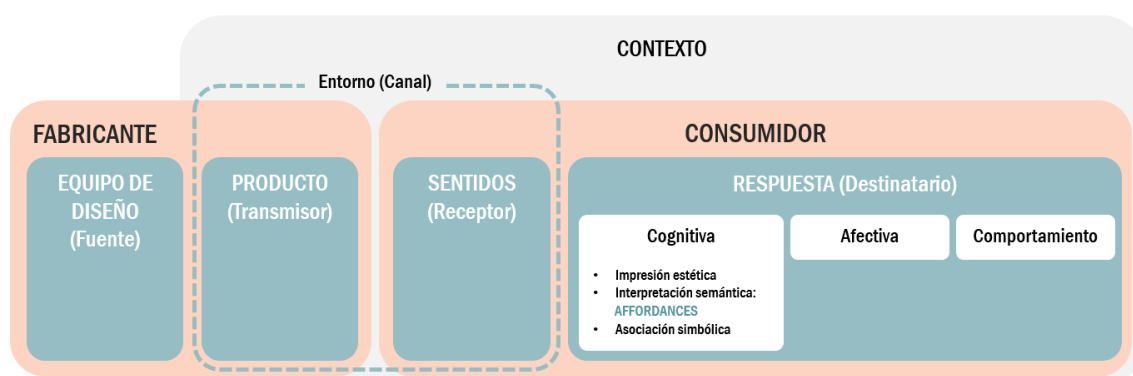 CONTEXTO
Entorno (Canal)
FABRICANTE
CONSUMIDOR
EQUIPO DE
DISEÑO
(Fuente)
PRODUCTO
(Transmisor)
SENTIDOS
(Receptor)
RESPUESTA (Destinatario)
Cognitiva
• Impresión estética
• Interpretación semántica:
AFFORDANCES
• Asociación simbólica
Afectiva
Comportamiento